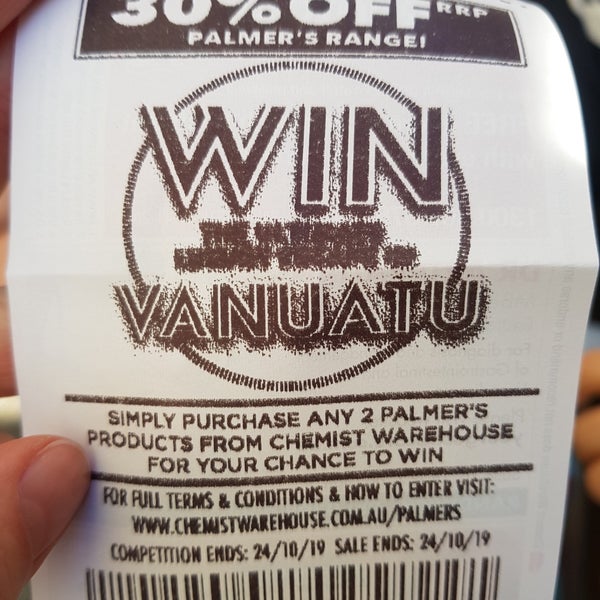 30% OFF RRP
PALMER'S RANGE!
WIN
VANUATU
SIMPLY PURCHASE ANY 2 PALMER'S
PRODUCTS FROM CHEMIST WAREHOUSE
FOR YOUR CHANCE TO WIN
FOR FULL TERMS & CONDITIONS & HOW TO ENTER VISIT:
WWW.CHEMISTWAREHOUSE.COM.AU/PALMERS
COMPETITION ENDS: 24/10/19 SALE ENDS: 24/10/19